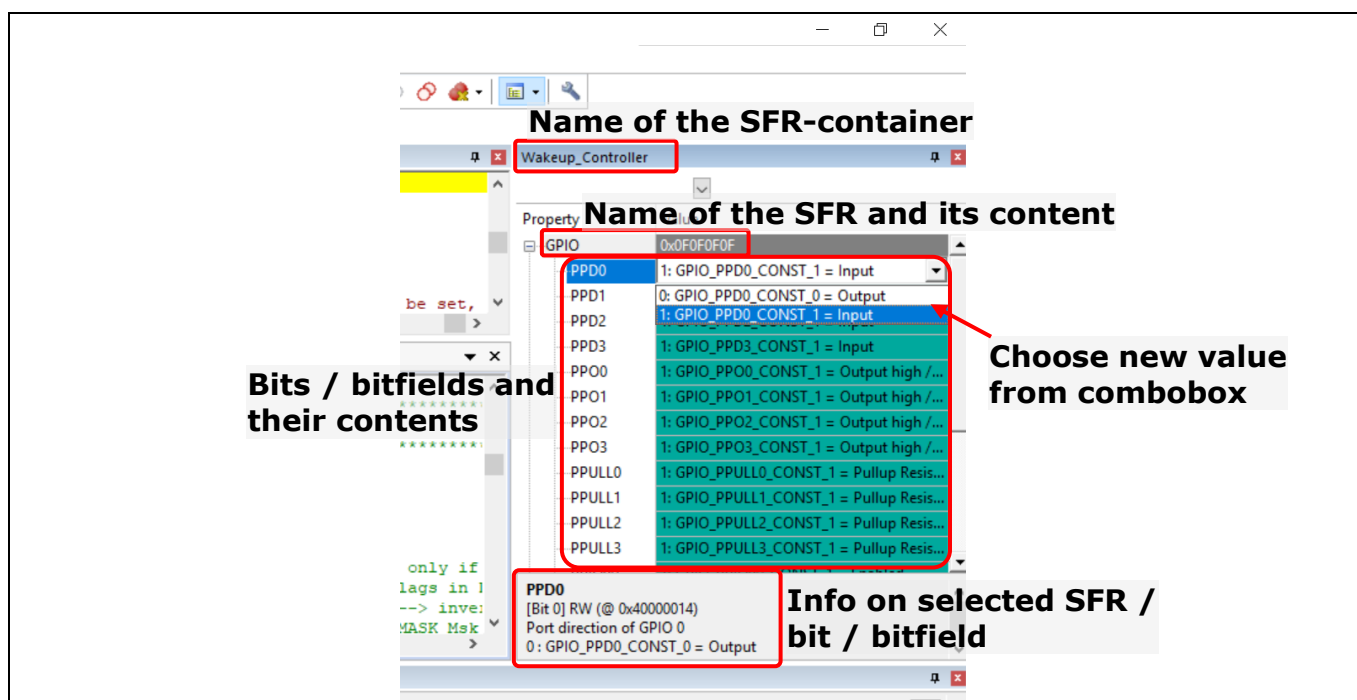 Name of the SFR-container
Wakeup_Controller
Property
Name of the SFR and its content
GPIO 0x0F0F0F0F
PPD0 1: GPIO_PPD0_CONST_1 = Input
PPD1 0: GPIO_PPD0_CONST_0 = Output
1: GPIO_PPD0_CONST_1 = Input
PPD2
be set,
PPD3 1: GPIO_PPD3_CONST_1 = Input
Choose new value
from combobox
Bits / bitfields and
their contents
PPO0 1: GPIO_PPO0_CONST_1 = Output high /...
PPO1 1: GPIO_PPO1_CONST_1 = Output high /...
PPO2 1: GPIO_PPO2_CONST_1 = Output high /...
PPO3 1: GPIO_PPO3_CONST_1 = Output high /...
PPULL0 1: GPIO_PPULL0_CONST_1 = Pullup Resis...
PPULL1 1: GPIO_PPULL1_CONST_1 = Pullup Resis...
PPULL2 1: GPIO_PPULL2_CONST_1 = Pullup Resis...
PPULL3 1: GPIO_PPULL3_CONST_1 = Pullup Resis...
only if
lags in
--> inve
MASK Msk
PPD0
[Bit 0] RW (@ 0x40000014)
Port direction of GPIO 0
0 : GPIO_PPD0_CONST_0 = Output
Info on selected SFR /
bit / bitfield